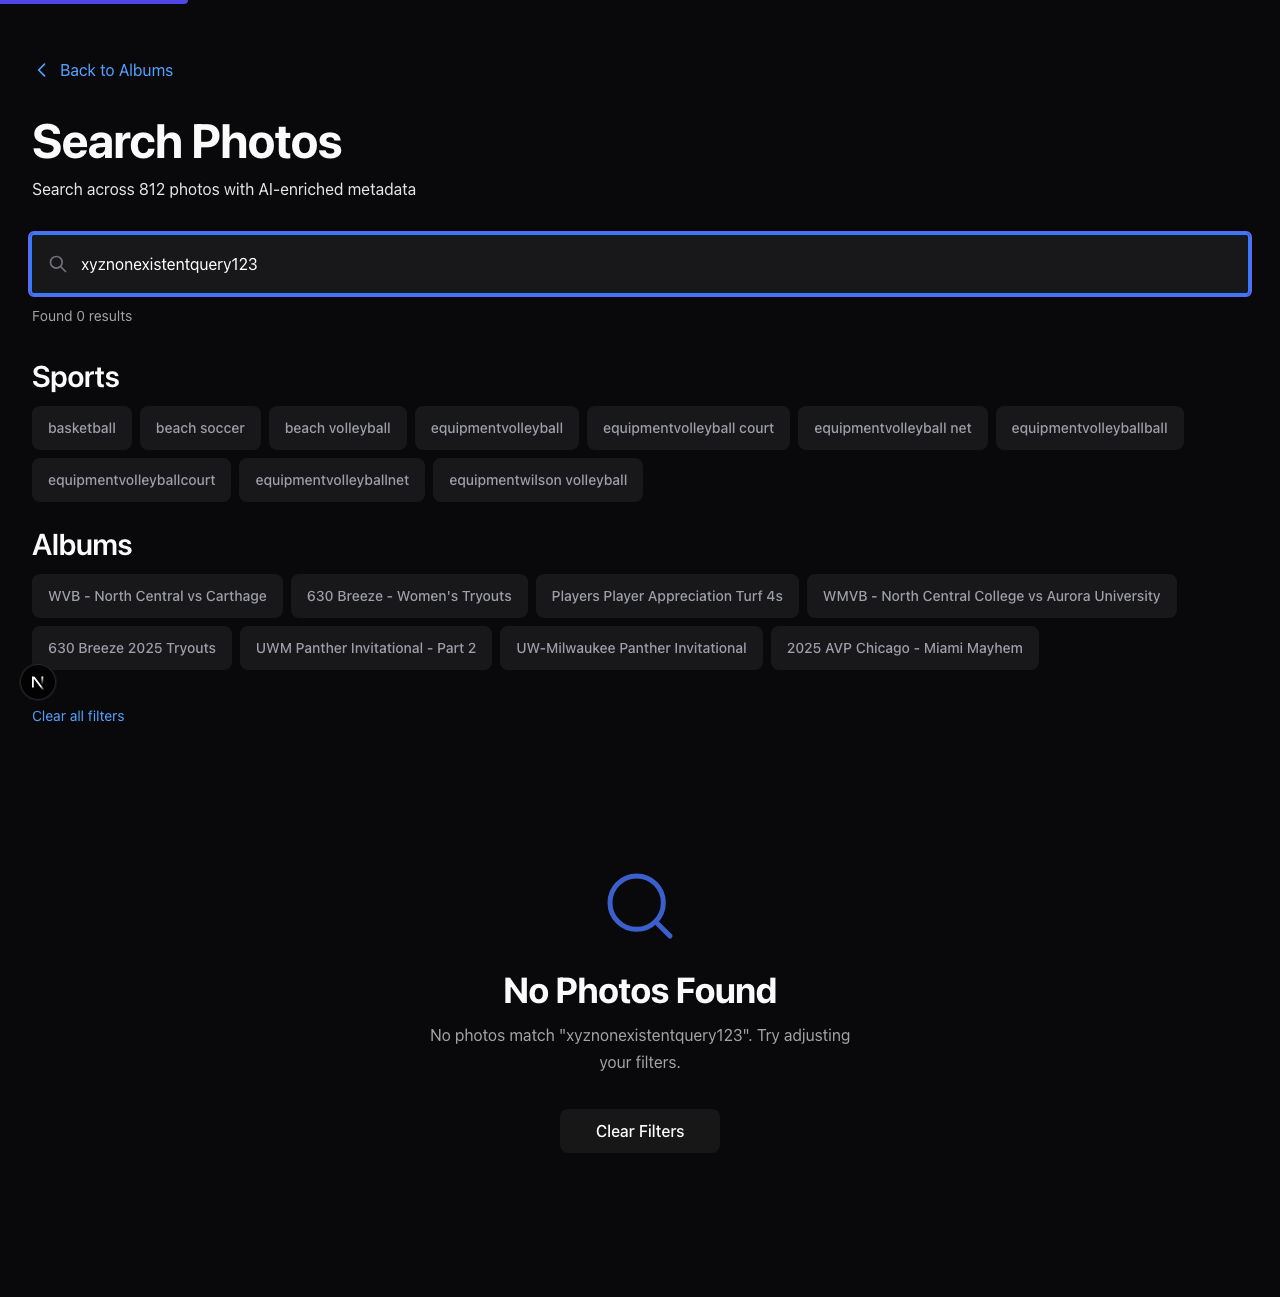 Back to Albums
Search Photos
Search across 812 photos with AI-enriched metadata
xyznonexistentquery123
Found 0 results
Sports
basketball beach soccer beach volleyball equipmentvolleyball equipmentvolleyball court equipmentvolleyball net equipmentvolleyballball
equipmentvolleyballcourt equipmentvolleyballnet equipmentwilson volleyball
Albums
WVB - North Central vs Carthage 630 Breeze - Women's Tryouts Players Player Appreciation Turf 4s WMVB - North Central College vs Aurora University
630 Breeze 2025 Tryouts UWM Panther Invitational - Part 2 UW-Milwaukee Panther Invitational 2025 AVP Chicago - Miami Mayhem
N
Clear all filters
No Photos Found
No photos match "xyznonexistentquery123". Try adjusting
your filters.
Clear Filters